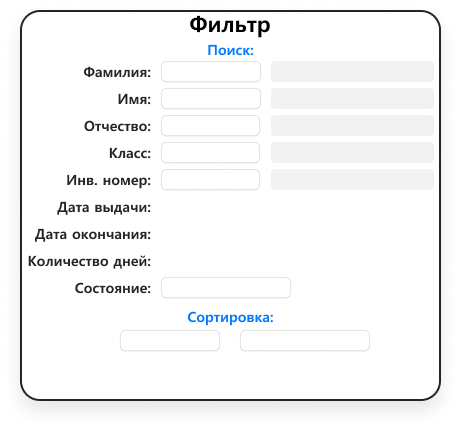 Фильтр
Поиск:
Фамилия:
Имя:
Отчество:
Класс:
Инв. номер:
Дата выдачи:
Дата окончания:
Количество дней:
Состояние:
Сортировка: